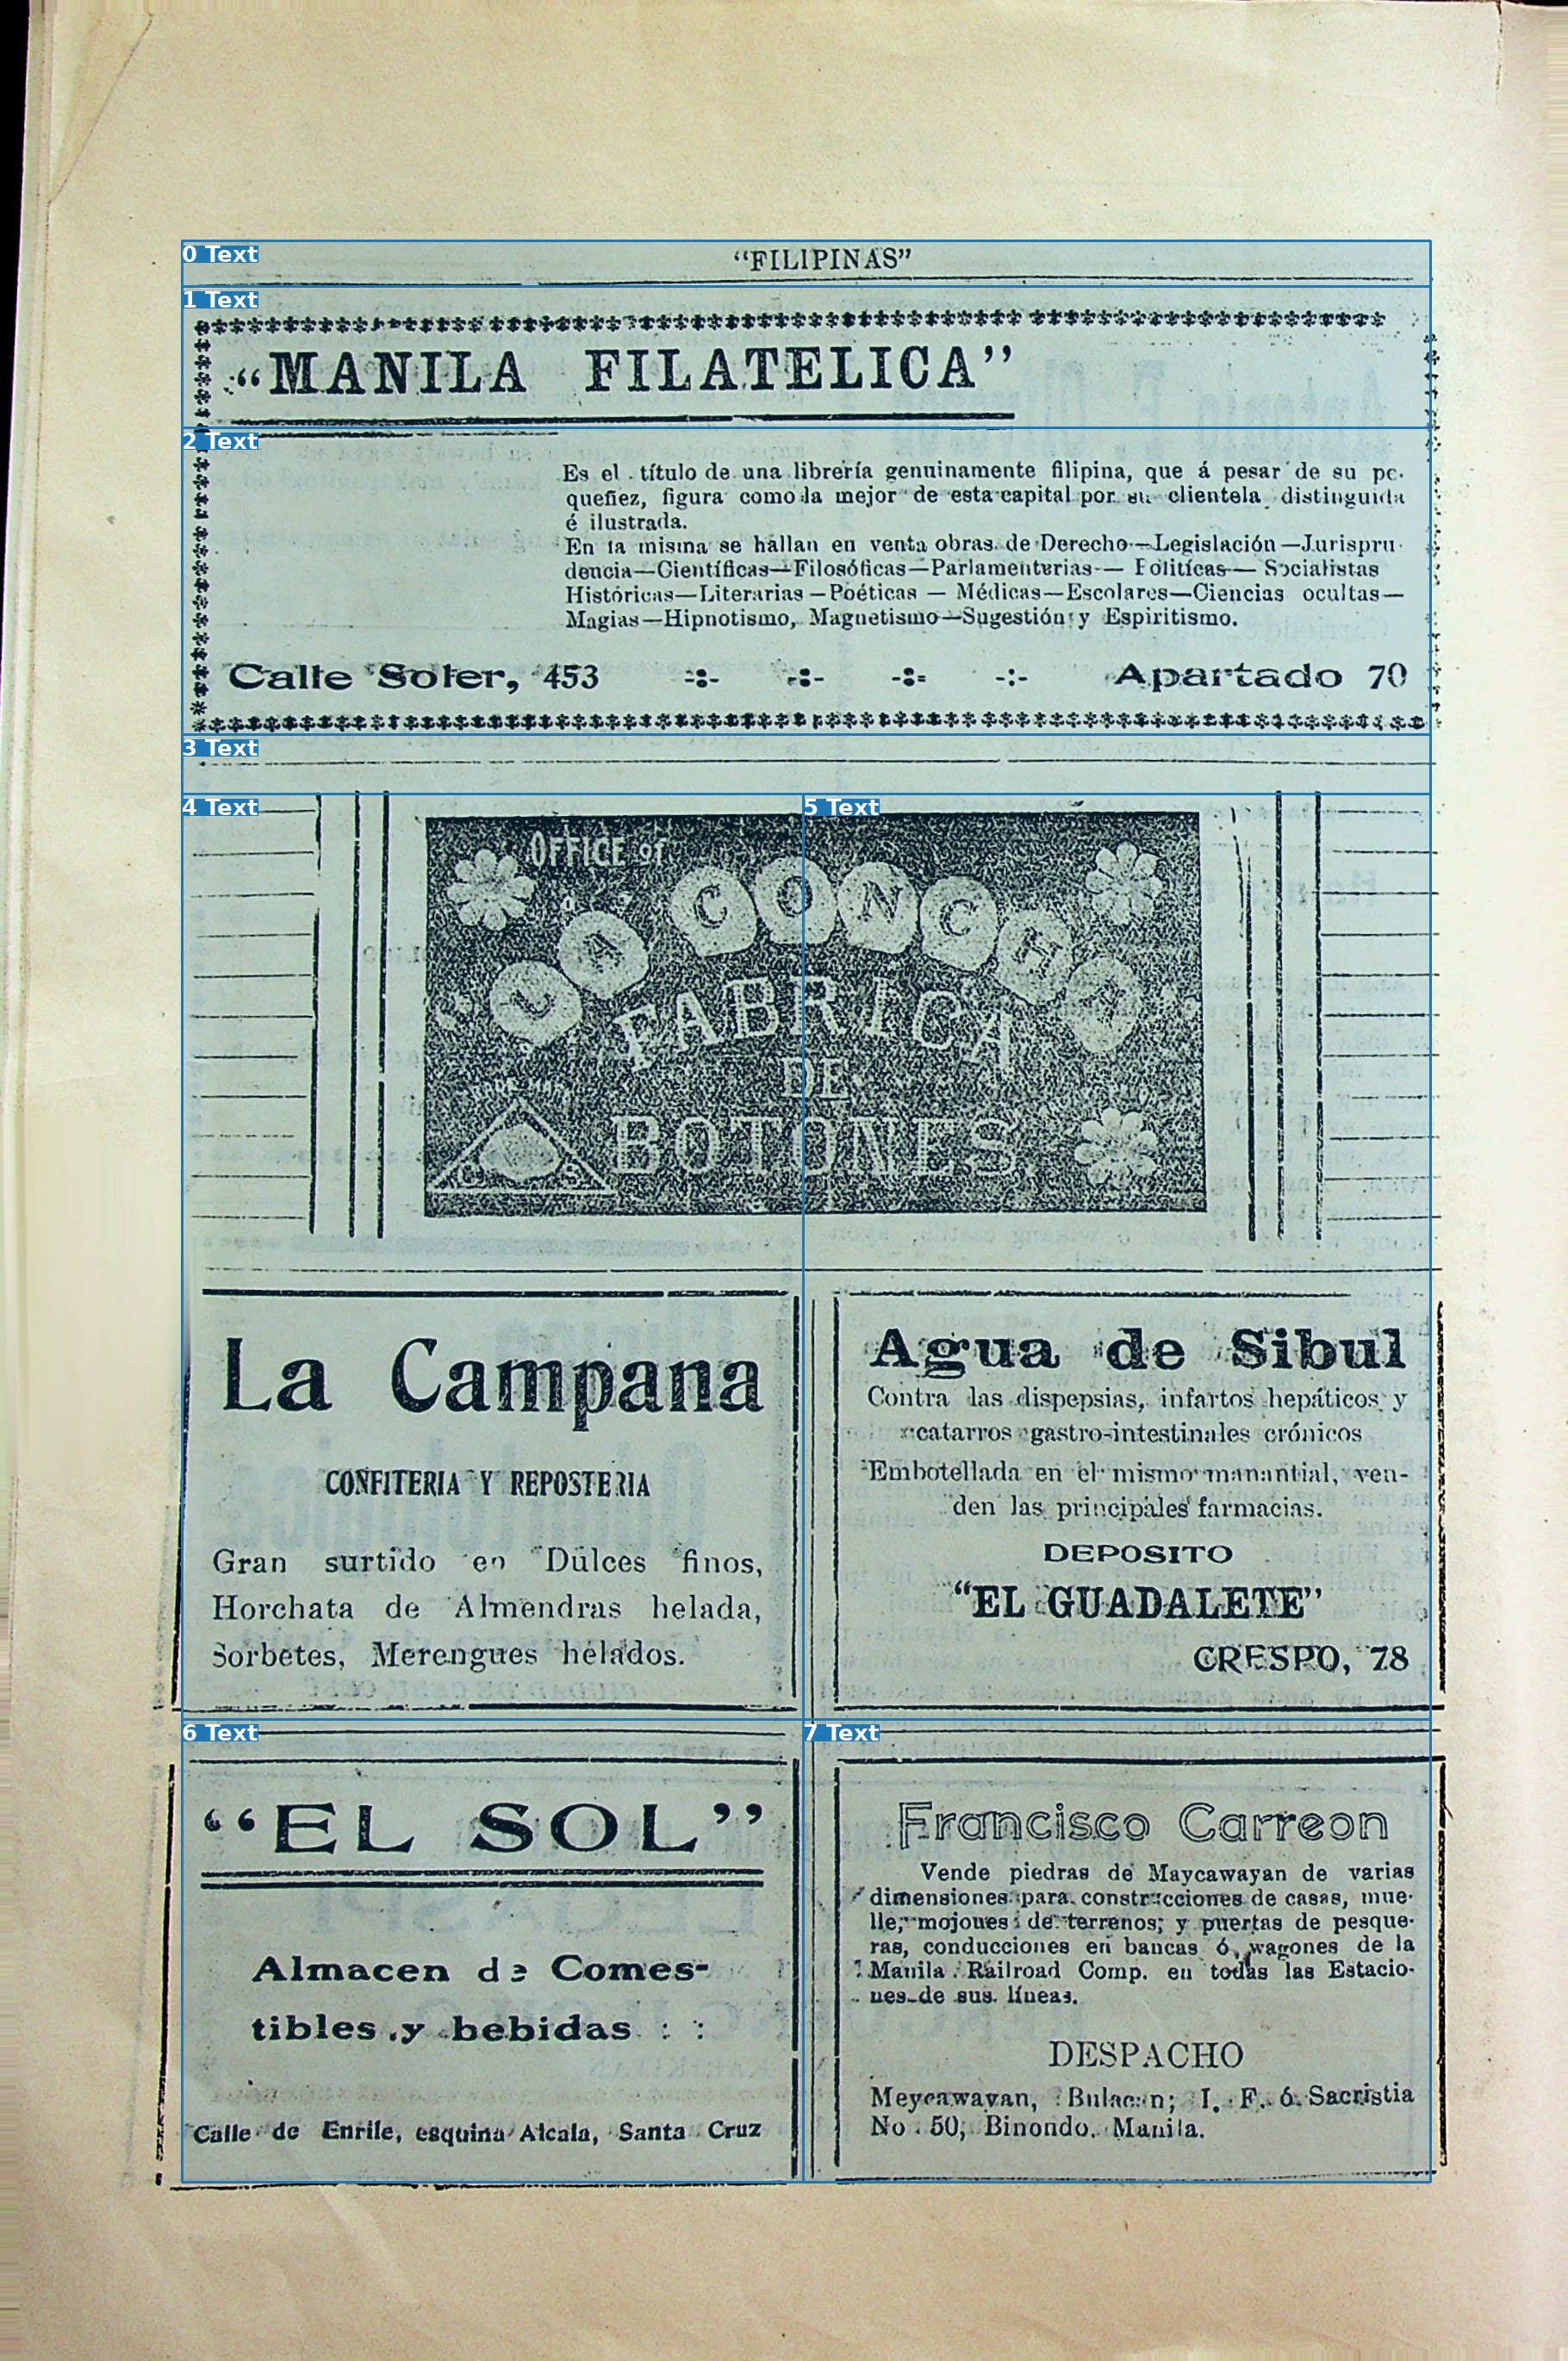 “FILIPINAS”
“MANILA FILATELICA”
Es el título de una librería genuinamente filipina, que á pesar de su pe-
queñez, figura como la mejor de esta capital por su clientela distinguida
é ilustrada.
En la misma se hallan en venta obras de Derecho—Legislación—Jurispru-
dencia—Científicas—Filosóficas—Parlamenturias—Políticas—Socialistas
Históricas—Literarias—Poéticas—Médicas—Escolares—Ciencias ocultas—
Magias—Hipnotismo, Magnetismo—Sugestión y Espiritismo.
Calle Soler, 453 -:- -:- -:- -:- Apartado 70
OFFICE of
LA CONCHA
FABRICA
DE
BOTONES
TRADE MARK
La Campana
CONFITERIA Y REPOSTERIA
Gran surtido en Dulces finos,
Horchata de Almendras helada,
Sorbetes, Merengues helados.
Agua de Sibul
Contra las dispepsias, infartos hepáticos y
catarros gastro-intestinales crónicos
Embotellada en el mismo manantial, ven-
den las principales farmacias.
DEPOSITO
“EL GUADALETE”
CRESPO, 78
“EL SOL”
Almacen de Comes-
tibles y bebidas : :
Calle de Enrile, esquina Alcala, Santa Cruz
Francisco Carreon
Vende piedras de Maycawayan de varias
dimensiones para construcciones de casas, mue-
lle, mojones de terrenos; y puertas de pesque-
ras, conducciones en bancas ó wagones de la
Manila Railroad Comp. en todas las Estacio-
nes de sus líneas.
DESPACHO
Meycawayan, Bulacan; I. F. ó Sacristia
No. 50, Binondo, Manila.